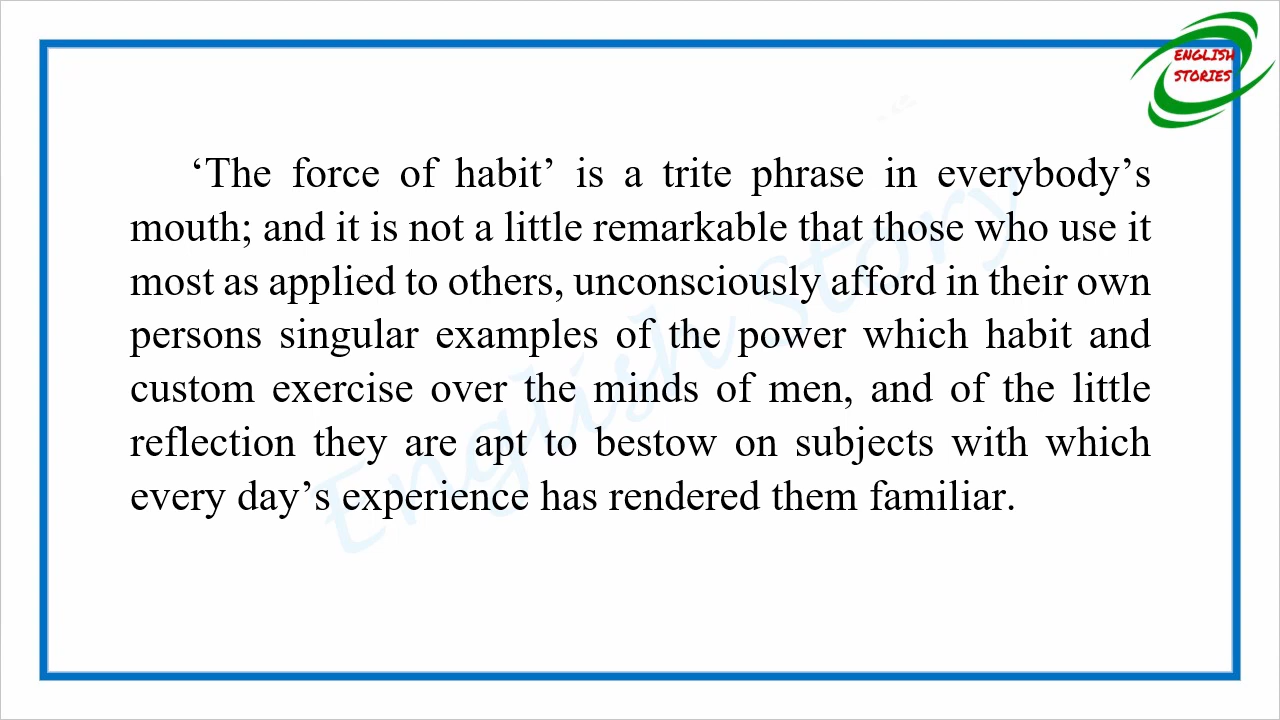 ENGLISH
STORIES
‘The force of habit’ is a trite phrase in everybody’s
mouth; and it is not a little remarkable that those who use it
most as applied to others, unconsciously afford in their own
persons singular examples of the power which habit and
custom exercise over the minds of men, and of the little
reflection they are apt to bestow on subjects with which
every day’s experience has rendered them familiar.
English Story